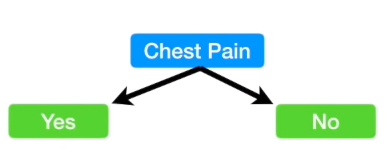 Chest Pain
Yes
No